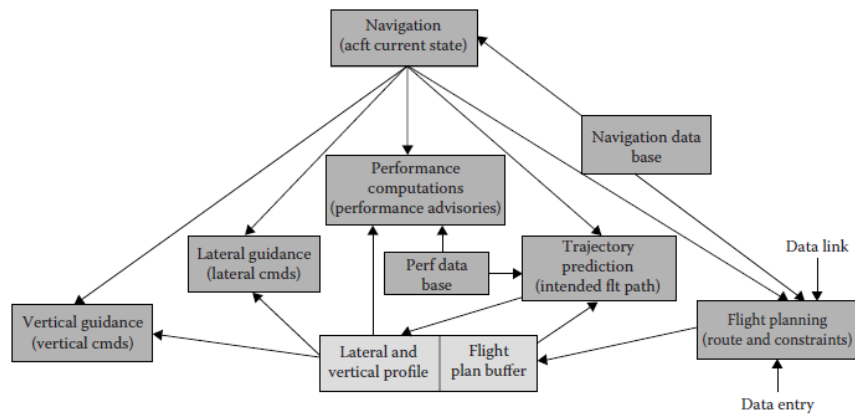 Navigation
(acft current state)
Navigation data
base
Performance
computations
(performance advisories)
Lateral guidance
(lateral cmds)
Perf data
base
Trajectory
prediction
(intended flt path)
Data link
Vertical guidance
(vertical cmds)
Lateral and
vertical profile
Flight
plan buffer
Flight planning
(route and constraints)
Data entry